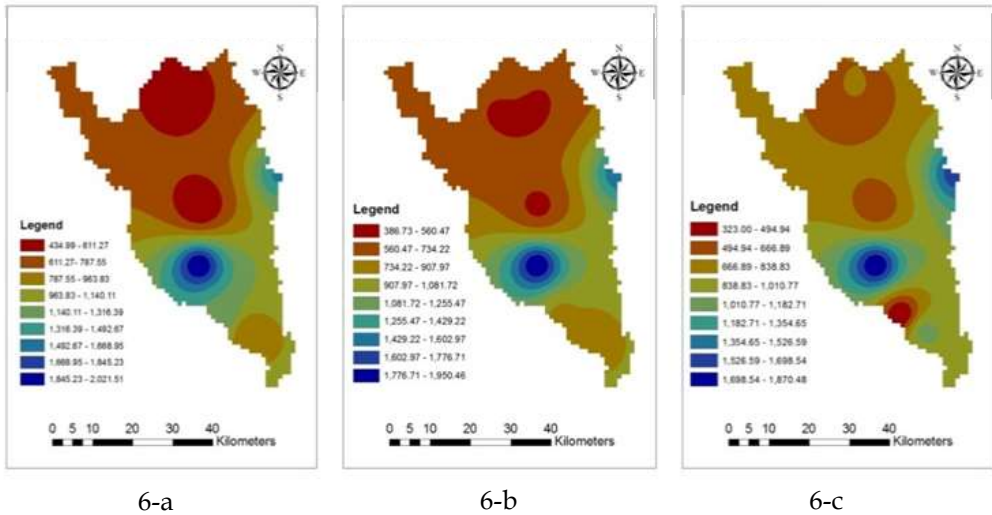 N
W E
S
Legend
434.99 - 611.27
611.27 - 787.55
787.55 - 963.83
963.83 - 1,140.11
1,140.11 - 1,316.39
1,316.39 - 1,492.67
1,492.67 - 1,668.95
1,668.95 - 1,845.23
1,845.23 - 2,021.51
0 5 10 20 30 40
Kilometers
6-a
N
W E
S
Legend
386.73 - 560.47
560.47 - 734.22
734.22 - 907.97
907.97 - 1,081.72
1,081.72 - 1,255.47
1,255.47 - 1,429.22
1,429.22 - 1,602.97
1,602.97 - 1,776.71
1,776.71 - 1,950.46
0 5 10 20 30 40
Kilometers
6-b
N
W E
S
Legend
323.00 - 494.94
494.94 - 666.89
666.89 - 838.83
838.83 - 1,010.77
1,010.77 - 1,182.71
1,182.71 - 1,354.65
1,354.65 - 1,526.59
1,526.59 - 1,698.54
1,698.54 - 1,870.48
0 5 10 20 30 40
Kilometers
6-c